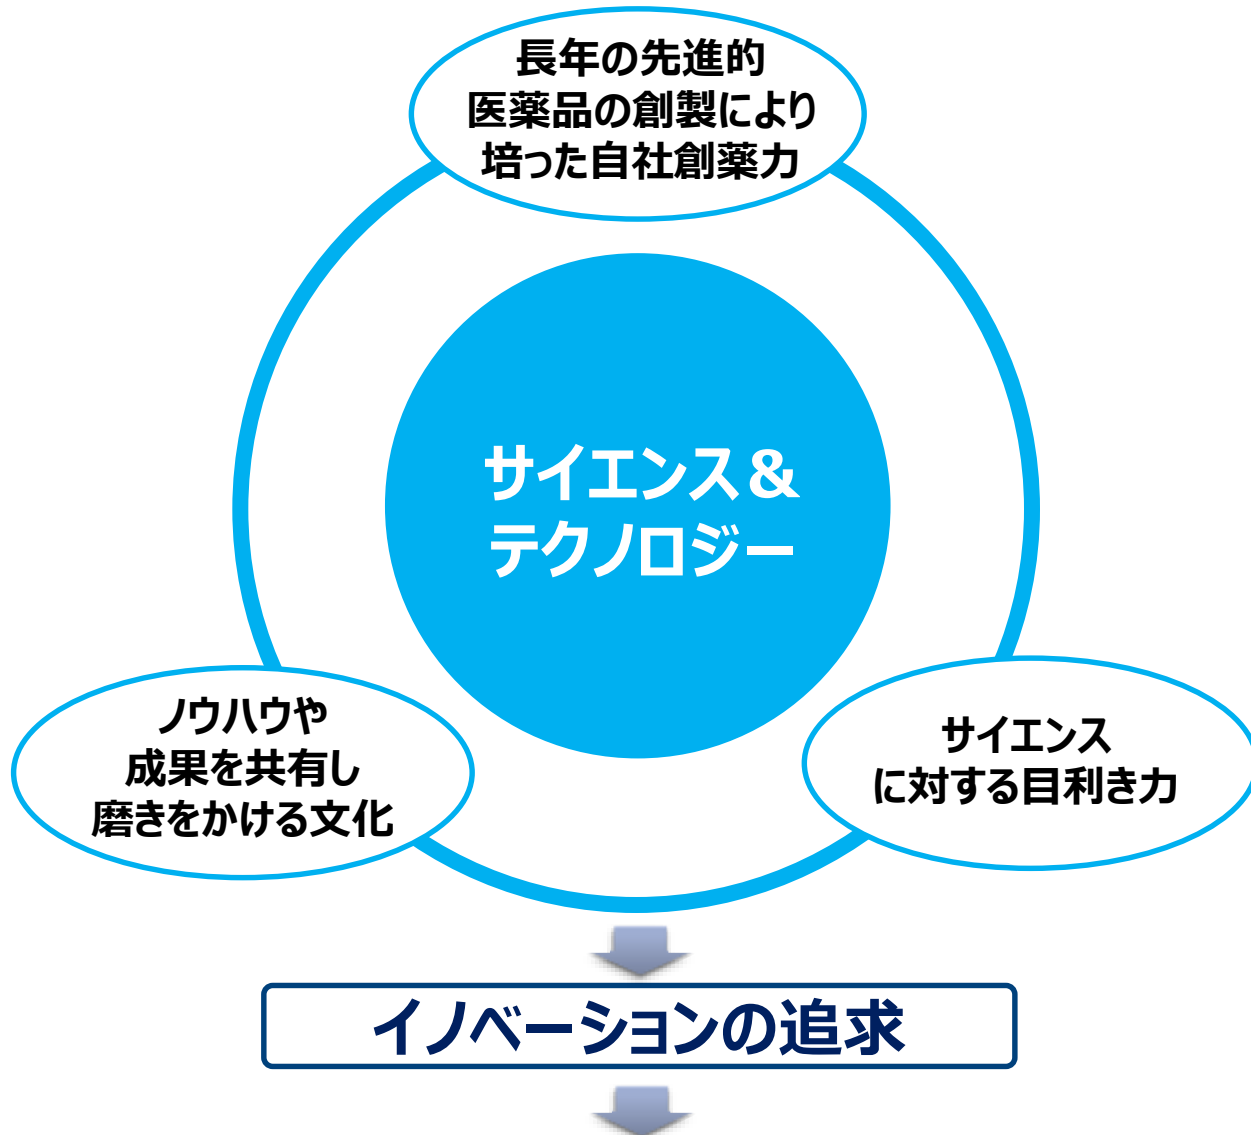 長年の先進的
医薬品の創製により
培った自社創薬力
サイエンス＆
テクノロジー
ノウハウや
成果を共有し
磨きをかける文化
サイエンス
に対する目利き力
イノベーションの追求